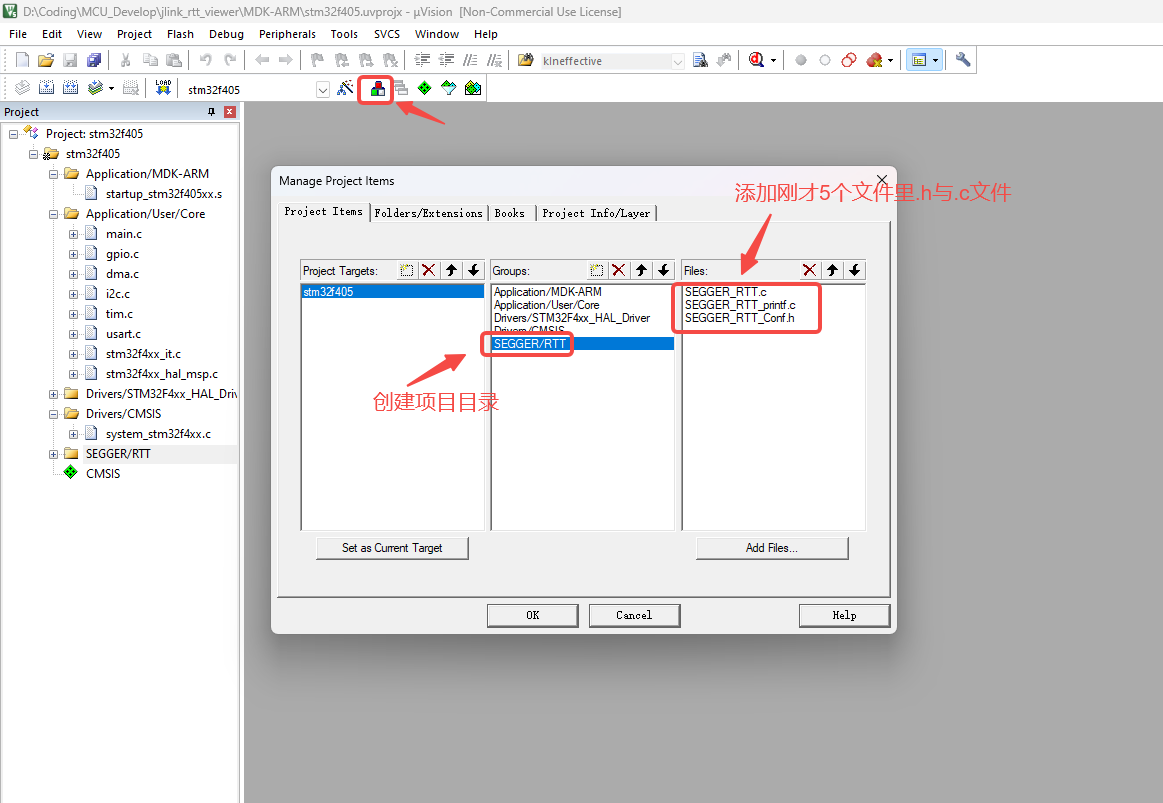 D:\Coding\MCU_Develop\jlink_rtt_viewer\MDK-ARM\stm32f405.uvprojx - µVision [Non-Commercial Use License]
File Edit View Project Flash Debug Peripherals Tools SVCS Window Help
kIneffective
LOAD
stm32f405
Project
Project: stm32f405
stm32f405
Application/MDK-ARM
startup_stm32f405xx.s
Application/User/Core
main.c
gpio.c
dma.c
i2c.c
tim.c
usart.c
stm32f4xx_it.c
stm32f4xx_hal_msp.c
Drivers/STM32F4xx_HAL_Driv
Drivers/CMSIS
system_stm32f4xx.c
SEGGER/RTT
CMSIS
Manage Project Items
添加刚才5个文件里.h与.c文件
Project Items Folders/Extensions Books Project Info/Layer
Project Targets:
stm32f405
Groups:
Application/MDK-ARM
Application/User/Core
Drivers/STM32F4xx_HAL_Driver
Drivers/CMSIS
SEGGER/RTT
Files:
SEGGER_RTT.c
SEGGER_RTT_printf.c
SEGGER_RTT_Conf.h
创建项目目录
Set as Current Target
Add Files...
OK Cancel Help